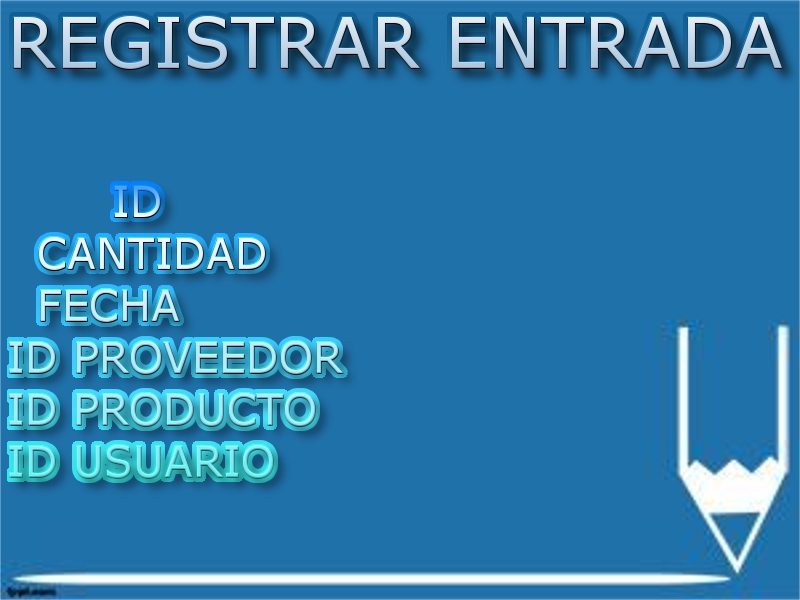 REGISTRAR ENTRADA
ID
CANTIDAD
FECHA
ID PROVEEDOR
ID PRODUCTO
ID USUARIO